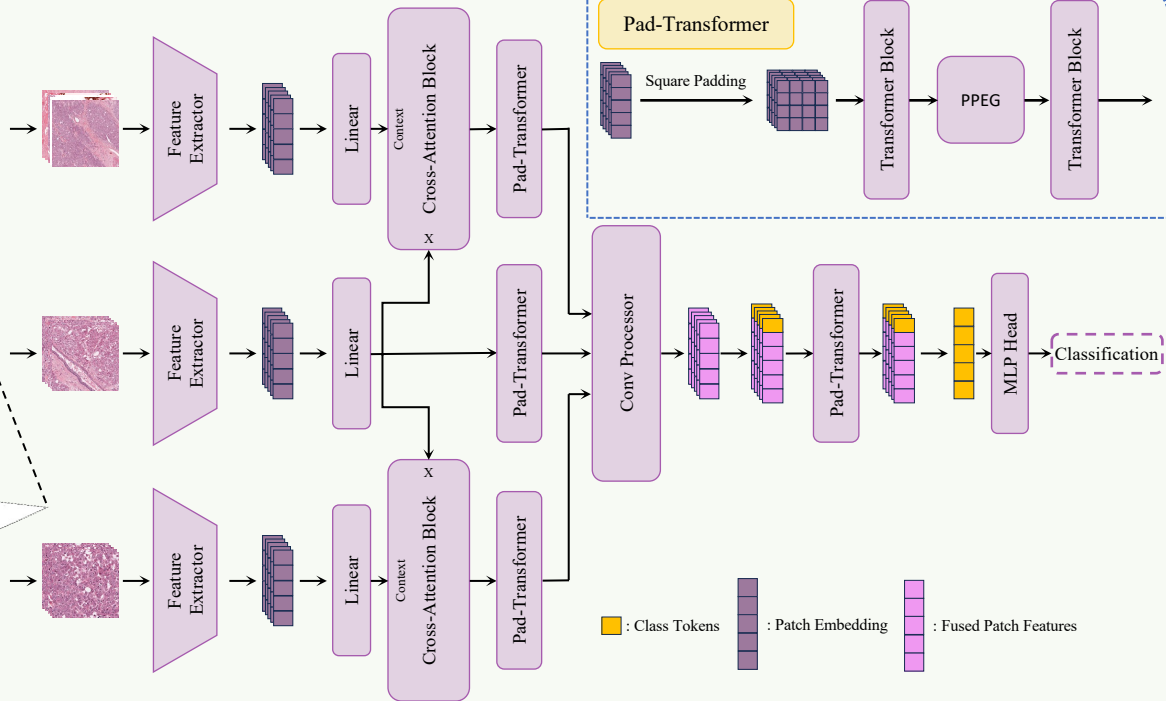 Pad-Transformer
Square Padding
Transformer Block
PPEG
Transformer Block
Feature
Extractor
Linear
Context
Cross-Attention Block
X
Pad-Transformer
Feature
Extractor
Linear
Pad-Transformer
Conv Processor
Pad-Transformer
MLP Head
Classification
Feature
Extractor
Linear
X
Context
Cross-Attention Block
Pad-Transformer
: Class Tokens
: Patch Embedding
: Fused Patch Features